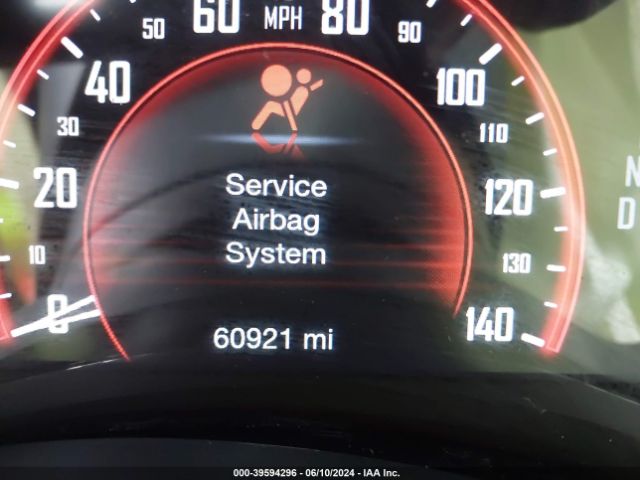 60 MPH 80
50 90
40 100
30 110
20 120
10 130
0 140
Service
Airbag
System
60921 mi
N
D
000-39594296 - 06/10/2024 - IAA Inc.